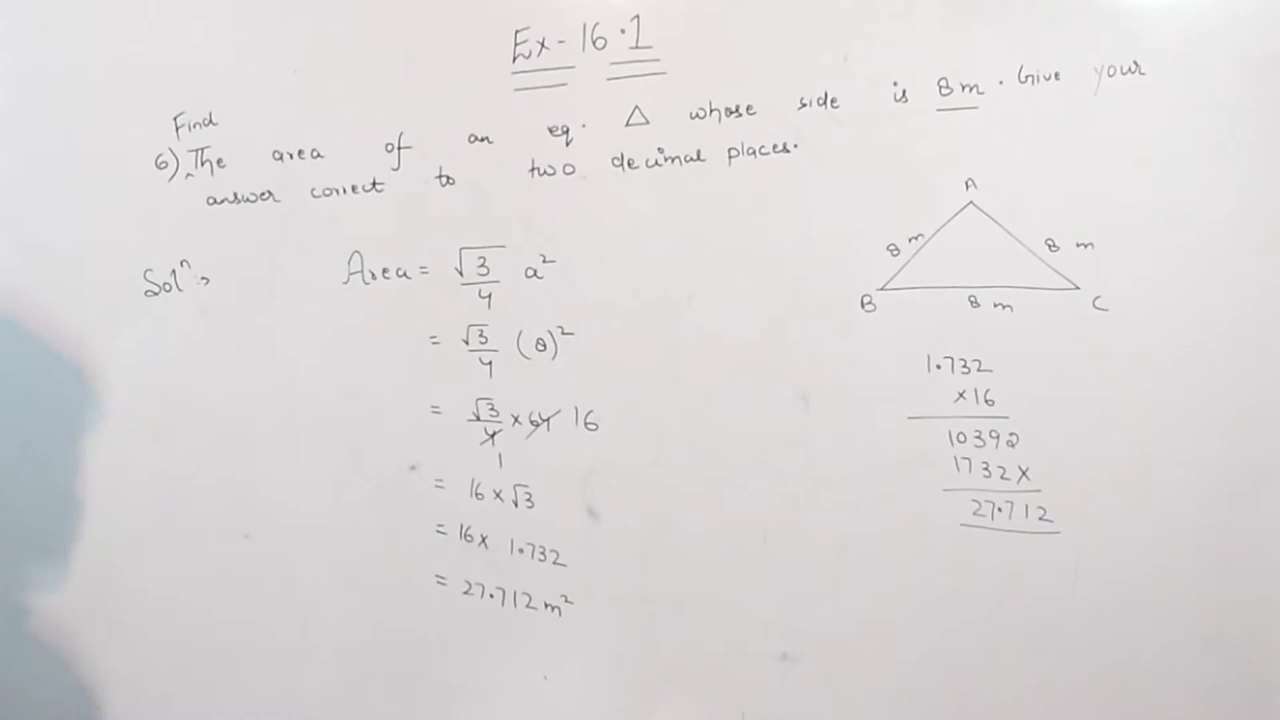 Ex-16.1
Find
6) The area of an eq. △ whose side is 8m. Give your
answer correct to two decimal places.
Solⁿ:> Area = √3/4 a²
= √3/4 (8)²
= √3/4 × 64 16
1
= 16 × √3
= 16 × 1.732
= 27.712 m²
A
8 m 8 m
B 8 m C
1.732
×16
10392
1732X
27.712